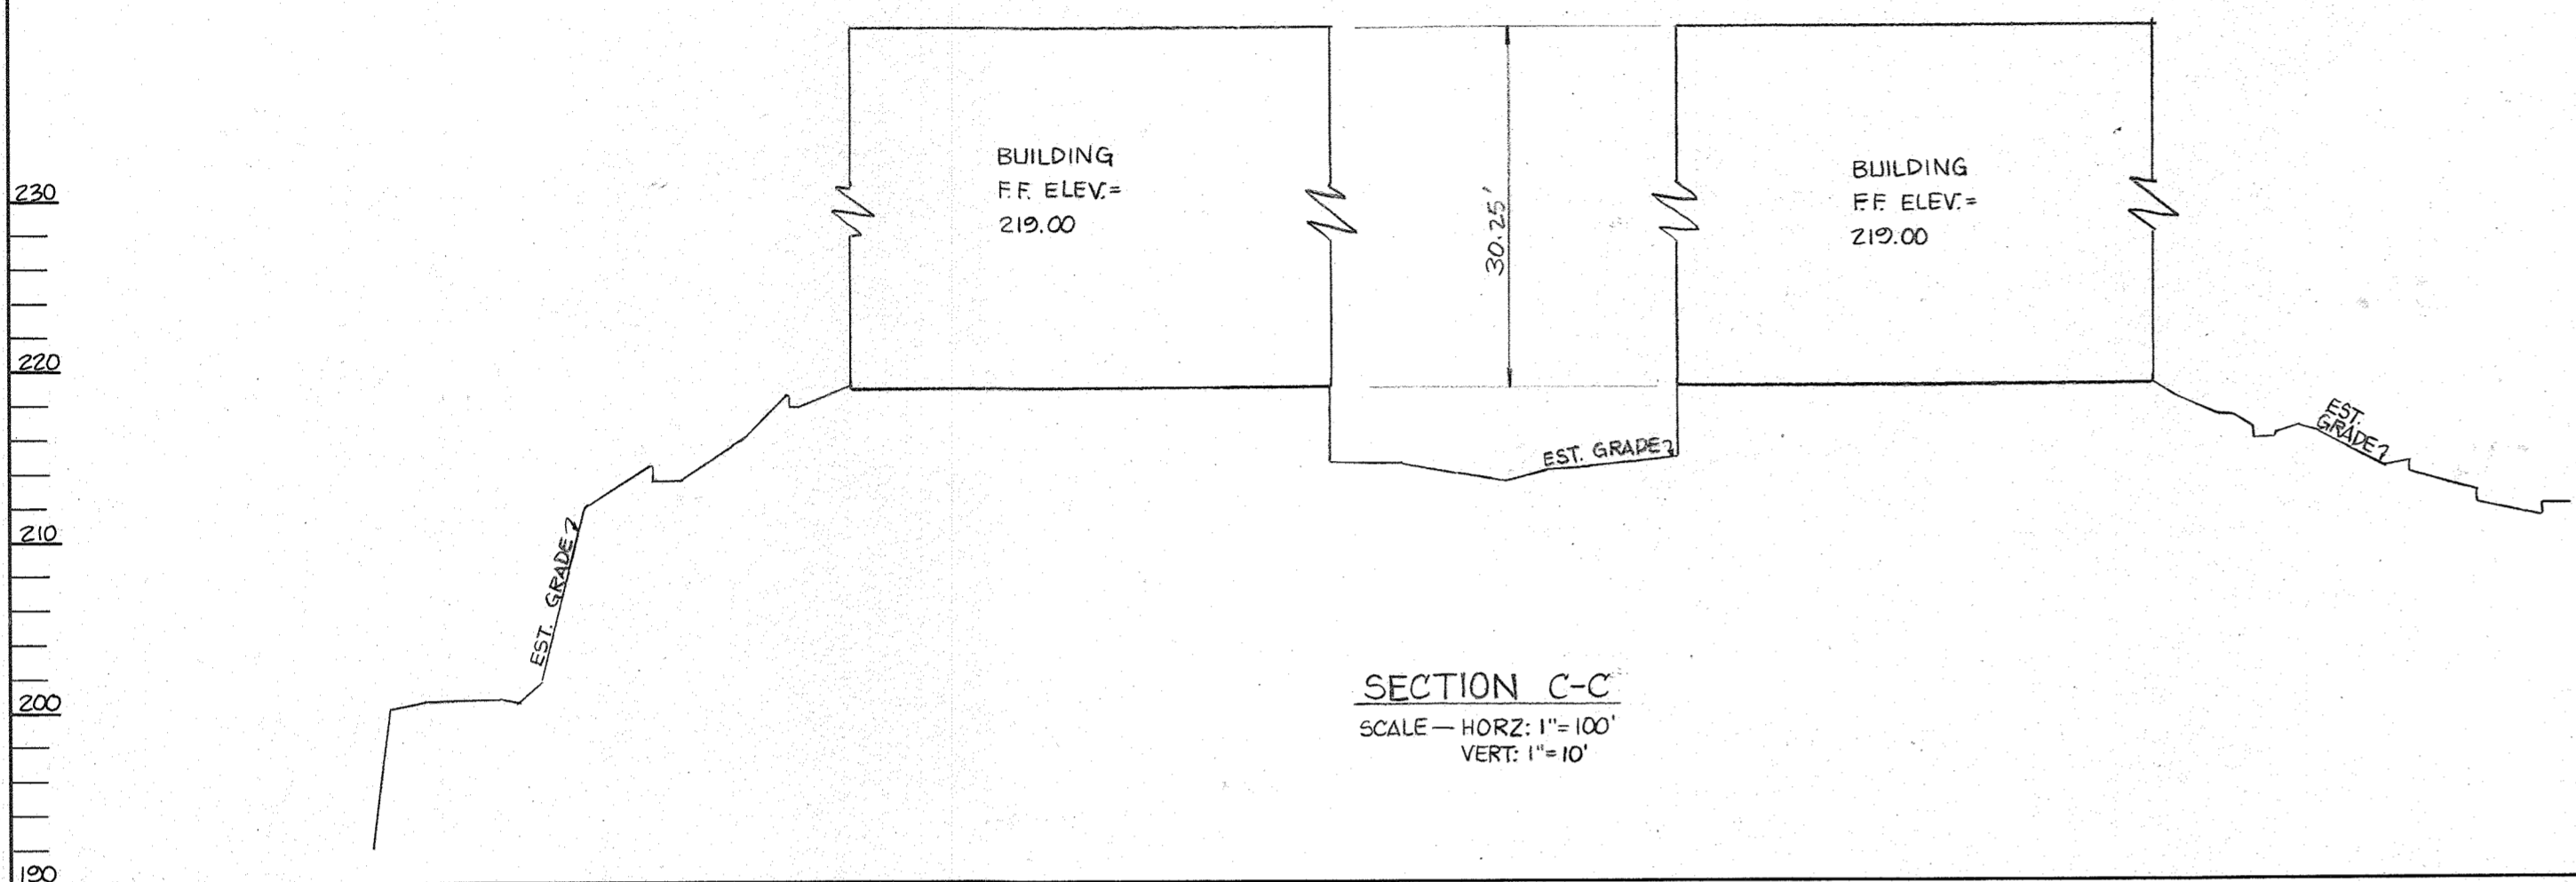 BUILDING
F.F. ELEV.=
219.00
30.25'
BUILDING
F.F. ELEV.=
219.00
230
220
210
200
190
EST. GRADE
EST. GRADE
EST.
GRADE
SECTION C-C
SCALE — HORZ: 1"=100'
VERT: 1"=10'